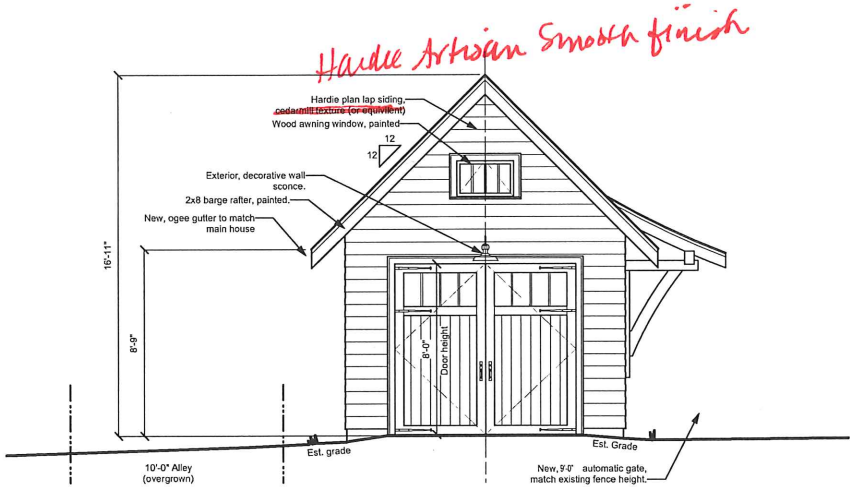 Hardie Artisan Smooth finish
Hardie plan lap siding,
cedarmill texture (or equivilent)
Wood awning window, painted
12
12
Exterior, decorative wall
sconce.
2x8 barge rafter, painted.
New, ogee gutter to match
main house
16'-11"
8'-9"
8'-0"
Door height
Est. grade
Est. Grade
10'-0" Alley
(overgrown)
New, 9'-0" automatic gate,
match existing fence height.